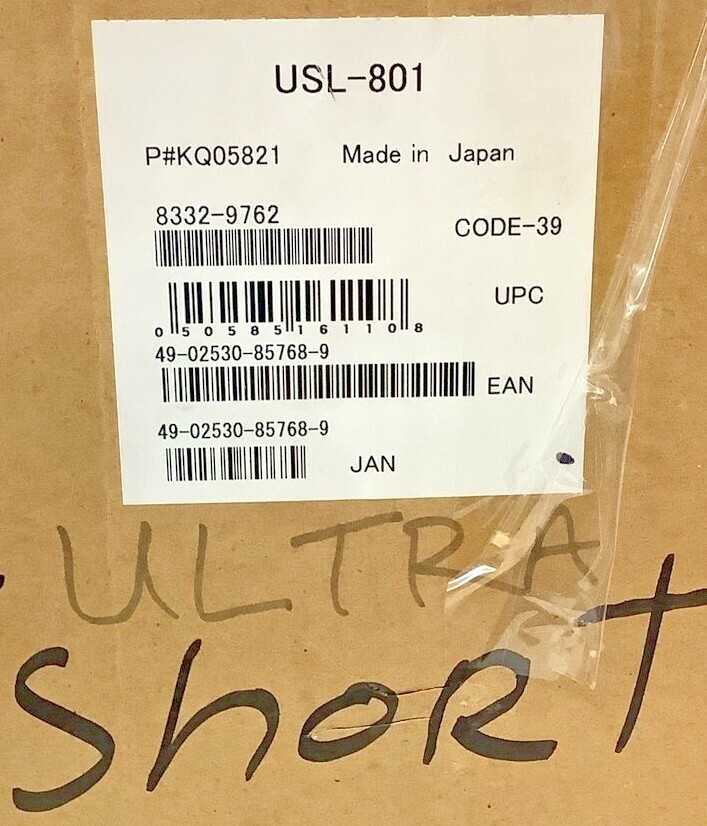 USL-801
P#KQ05821 Made in Japan
8332-9762
CODE-39
UPC
0 50585 16110 8
49-02530-85768-9
EAN
49-02530-85768-9
JAN
ULTRA
ShORT